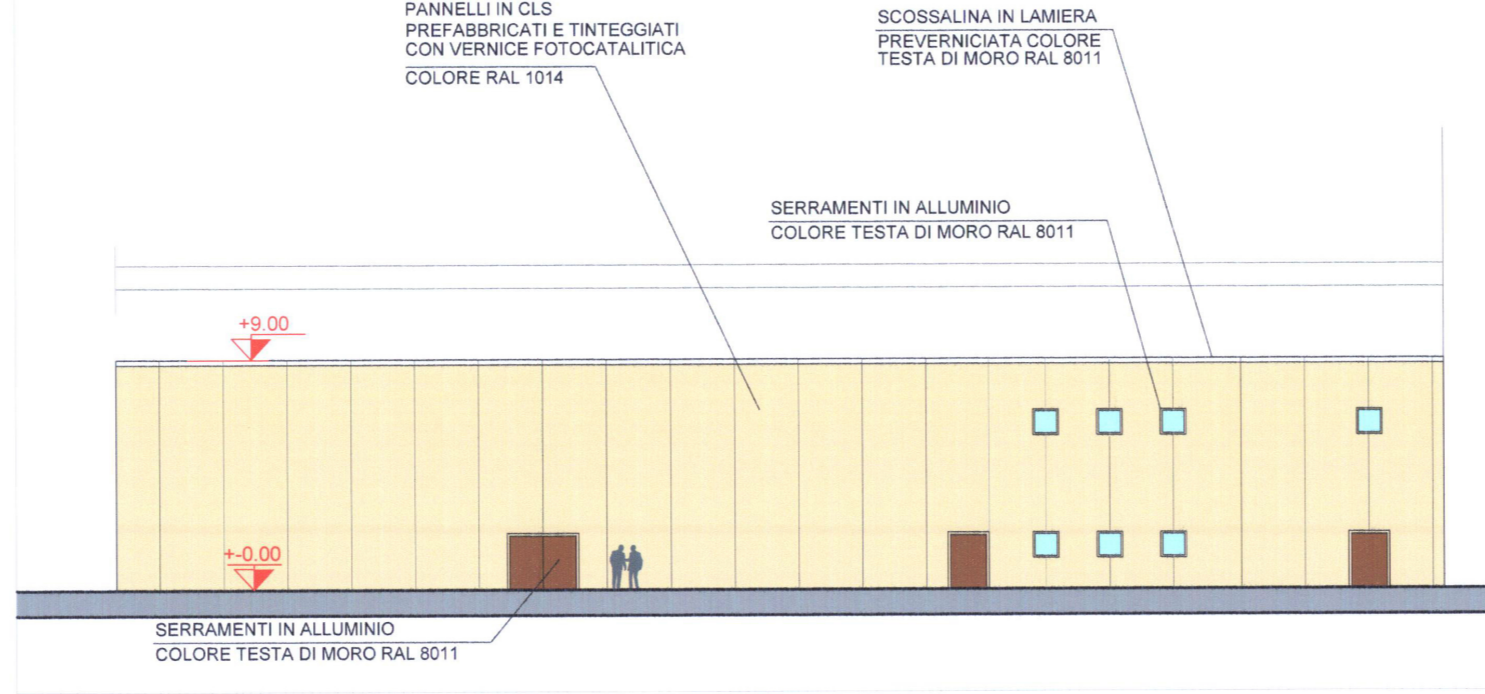 PANNELLI IN CLS
PREFABBRICATI E TINTEGGIATI
CON VERNICE FOTOCATALITICA
COLORE RAL 1014
SCOSSALINA IN LAMIERA
PREVERNICIATA COLORE
TESTA DI MORO RAL 8011
SERRAMENTI IN ALLUMINIO
COLORE TESTA DI MORO RAL 8011
+9.00
+-0.00
SERRAMENTI IN ALLUMINIO
COLORE TESTA DI MORO RAL 8011